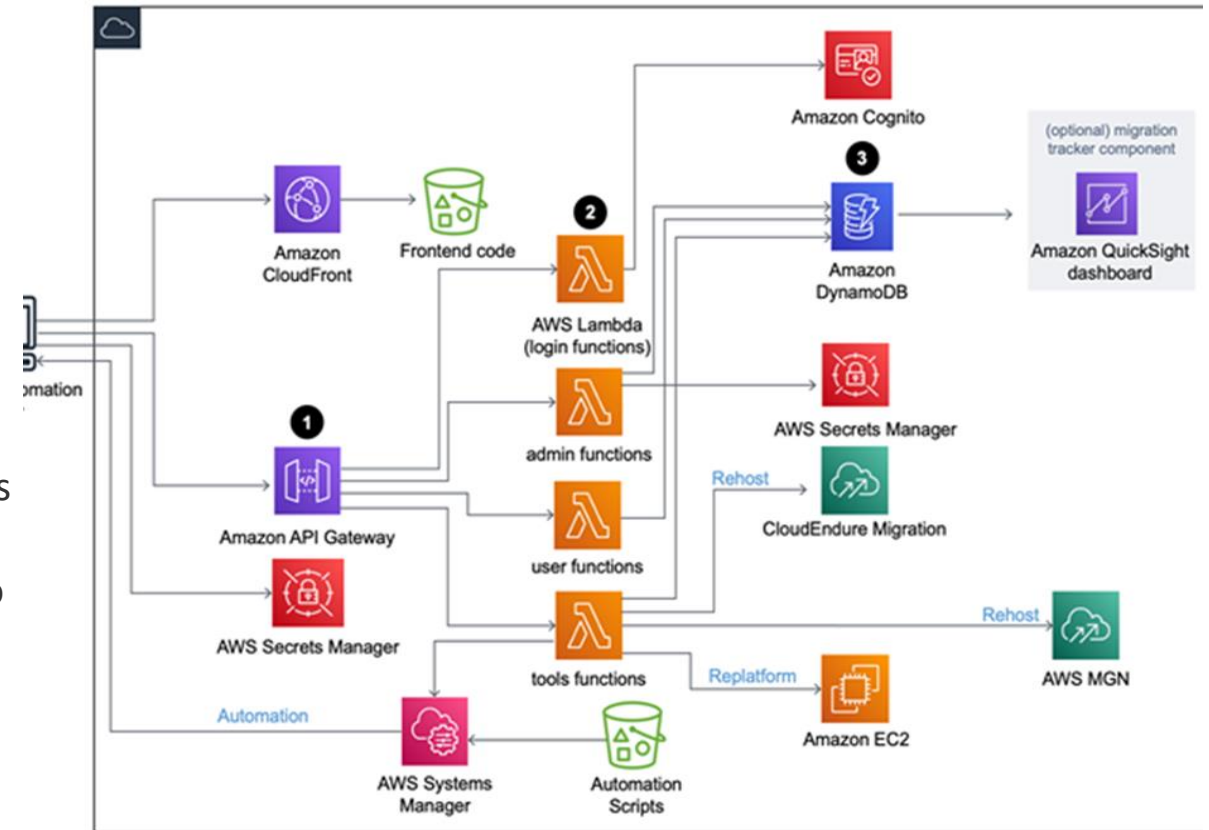 Amazon Cognito
(optional) migration
tracker component
3
2
Amazon
CloudFront
Frontend code
Amazon QuickSight
dashboard
Amazon
DynamoDB
AWS Lambda
(login functions)
omation
1
AWS Secrets Manager
admin functions
Rehost
S
Amazon API Gateway
CloudEndure Migration
user functions
Rehost
AWS Secrets Manager
tools functions
Replatform
AWS MGN
Automation
Amazon EC2
AWS Systems
Manager
Automation
Scripts